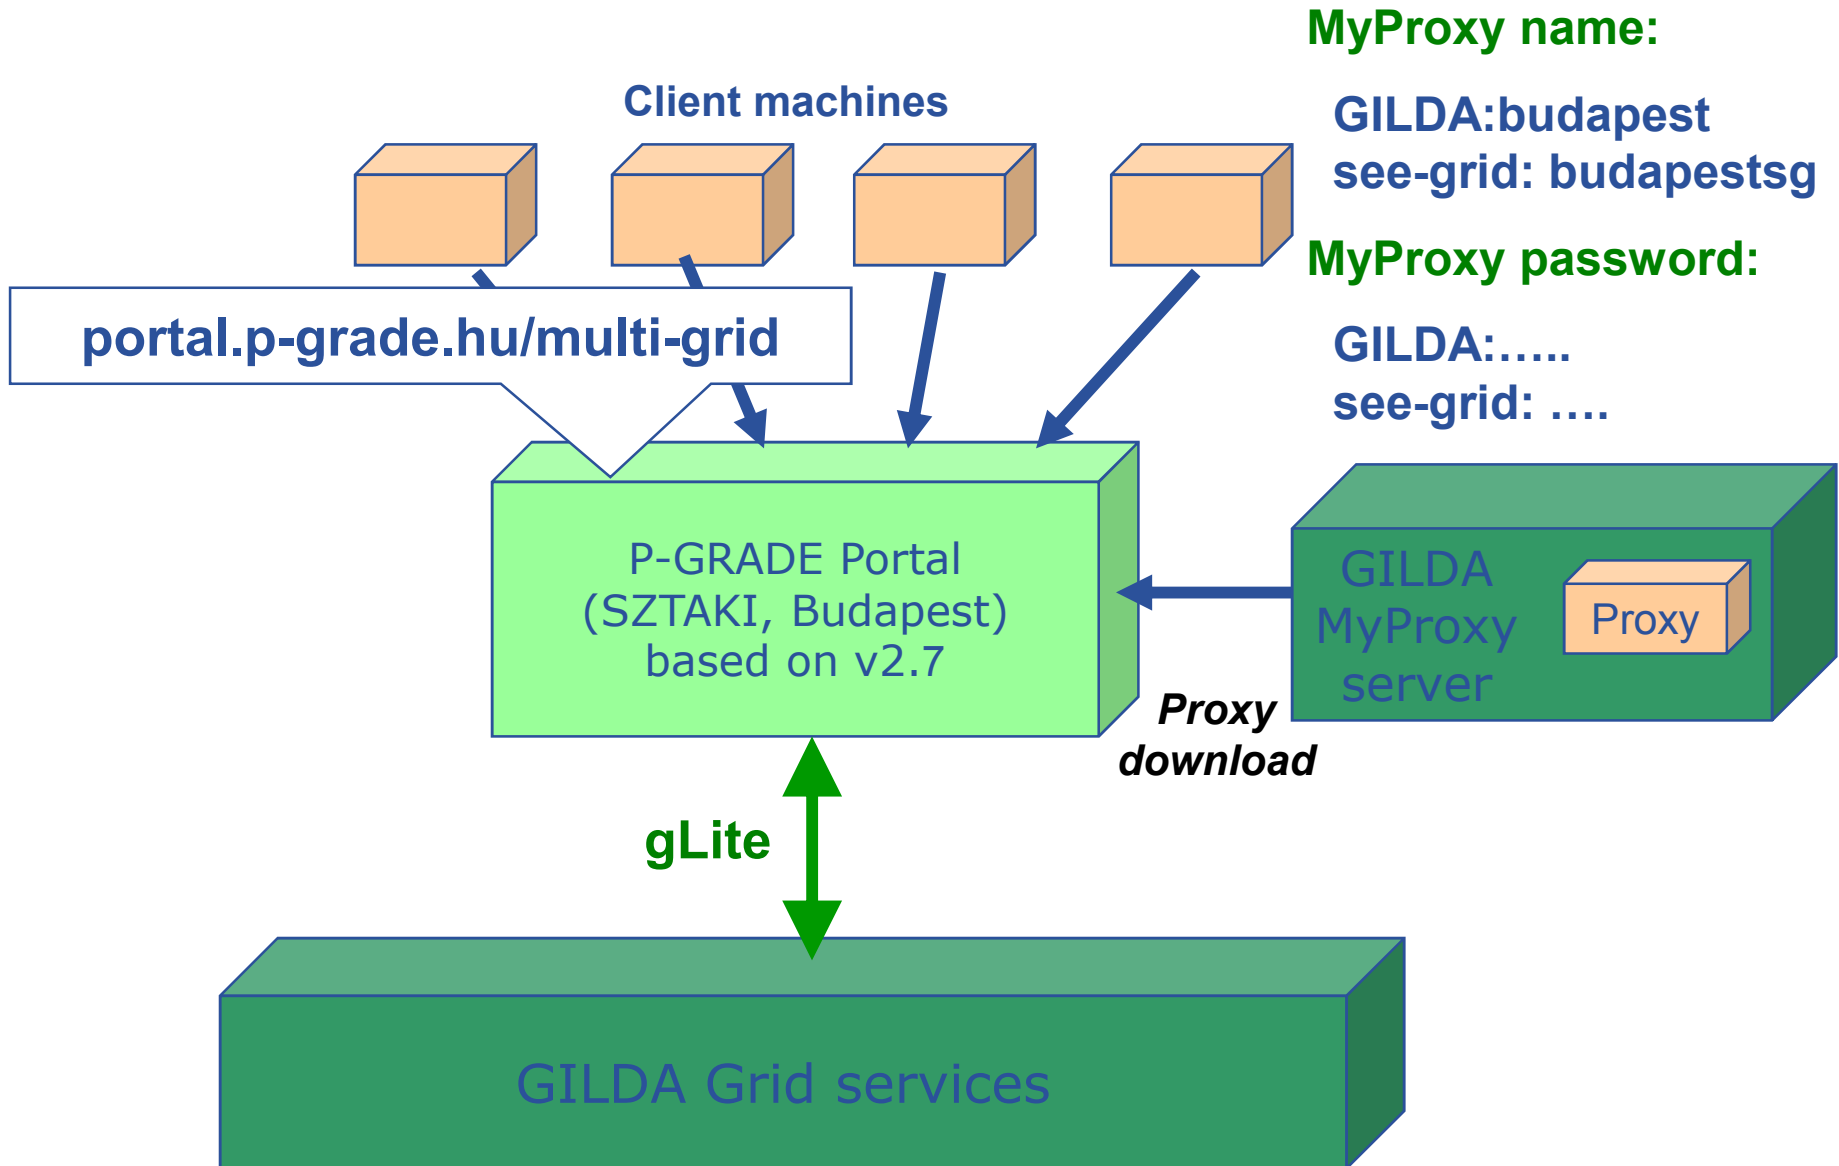 MyProxy name:
Client machines
GILDA:budapest
see-grid: budapestsg
MyProxy password:
portal.p-grade.hu/multi-grid
GILDA:…..
see-grid: ….
P-GRADE Portal
(SZTAKI, Budapest)
based on v2.7
GILDA
MyProxy
server
Proxy
Proxy
download
gLite
GILDA Grid services